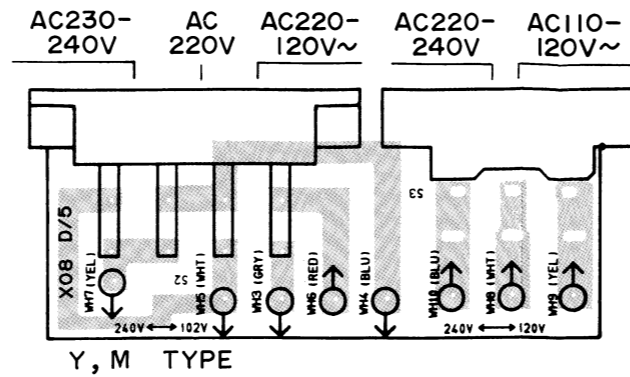 AC230-
240V
AC
220V
AC220-
120V~
AC220-
240V
AC110-
120V~
X08 D/5
WH7 (YEL)
S2
WH5 (WHT)
WH3 (GRY)
WH6 (RED)
WH4 (BLU)
S3
WH10 (BLU)
WH8 (WHT)
WH9 (YEL)
240V ↔ 102V
240V ↔ 120V
Y, M TYPE